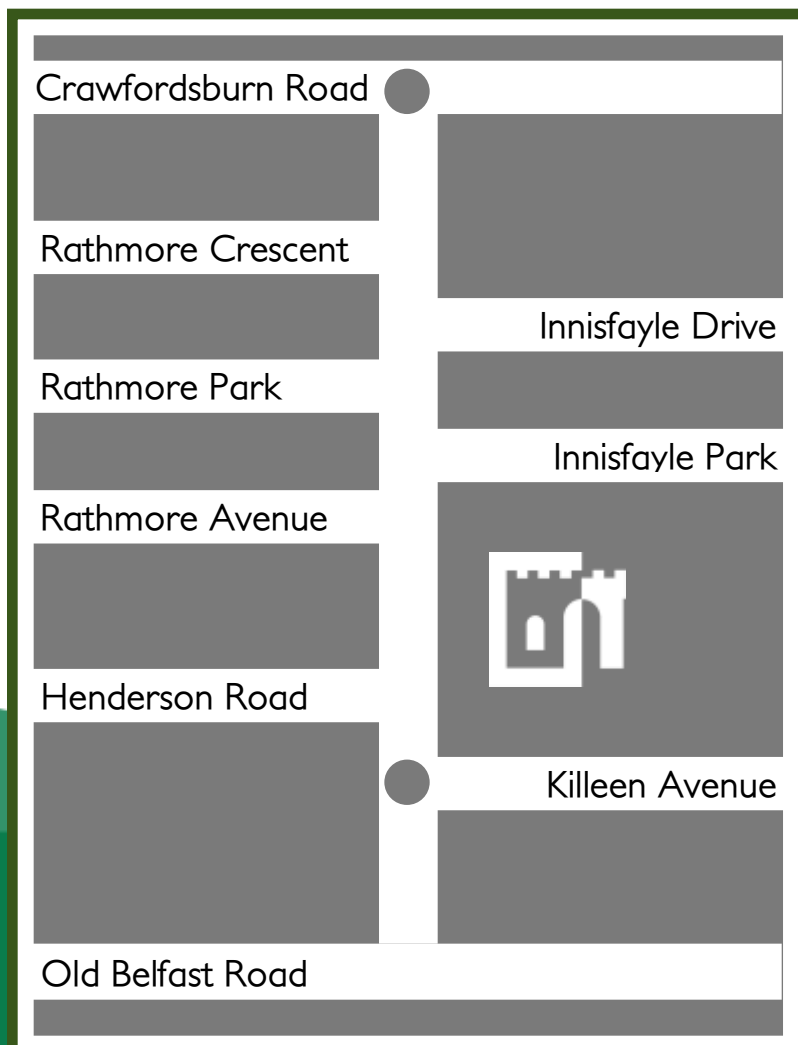 Crawfordsburn Road
Rathmore Crescent
Innisfayle Drive
Rathmore Park
Innisfayle Park
Rathmore Avenue
Henderson Road
Killeen Avenue
Old Belfast Road